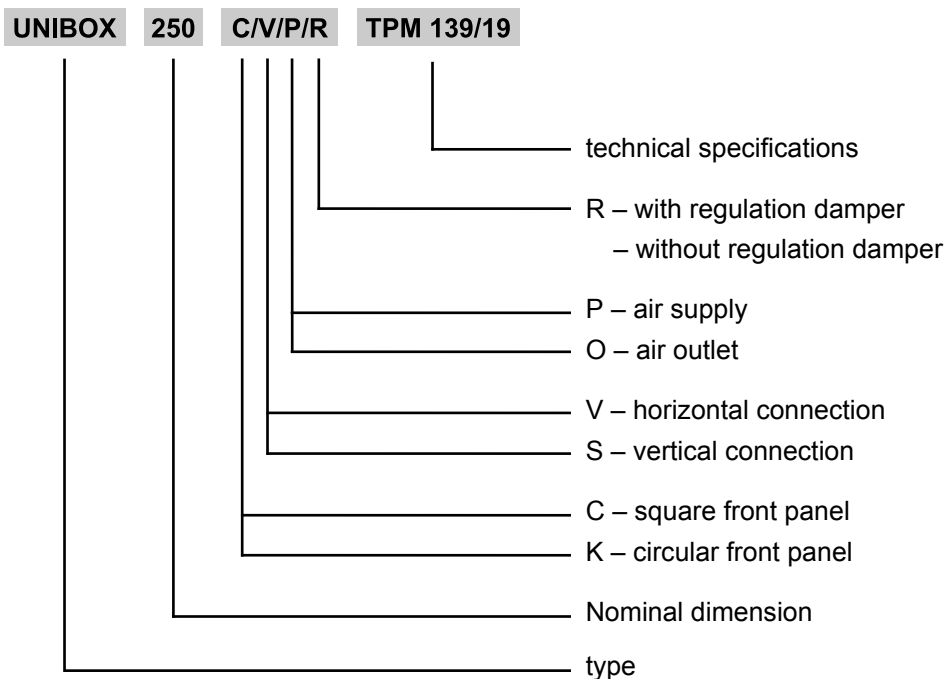 UNIBOX 250 C/V/P/R TPM 139/19
technical specifications
R – with regulation damper
– without regulation damper
P – air supply
O – air outlet
V – horizontal connection
S – vertical connection
C – square front panel
K – circular front panel
Nominal dimension
type